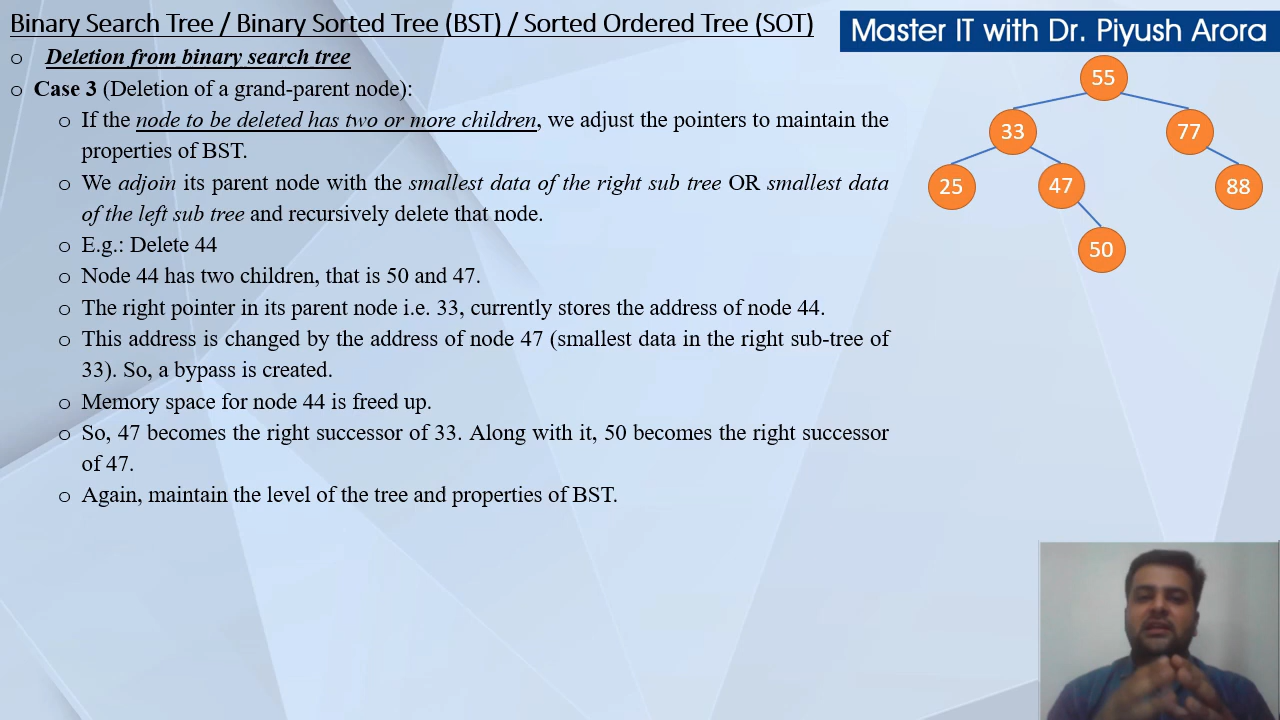 Binary Search Tree / Binary Sorted Tree (BST) / Sorted Ordered Tree (SOT)
Master IT with Dr. Piyush Arora
o Deletion from binary search tree
o Case 3 (Deletion of a grand-parent node):
o If the node to be deleted has two or more children, we adjust the pointers to maintain the
properties of BST.
o We adjoin its parent node with the smallest data of the right sub tree OR smallest data
of the left sub tree and recursively delete that node.
o E.g.: Delete 44
o Node 44 has two children, that is 50 and 47.
o The right pointer in its parent node i.e. 33, currently stores the address of node 44.
o This address is changed by the address of node 47 (smallest data in the right sub-tree of
33). So, a bypass is created.
o Memory space for node 44 is freed up.
o So, 47 becomes the right successor of 33. Along with it, 50 becomes the right successor
of 47.
o Again, maintain the level of the tree and properties of BST.
55
33 77
25 47 88
50